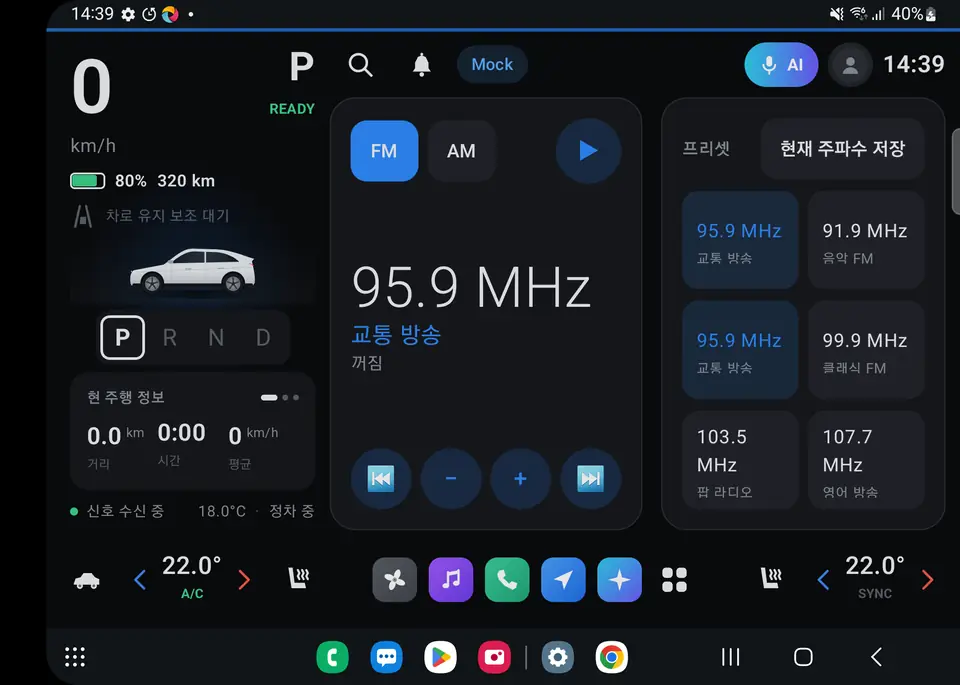 14:39
40%
0
P
READY
km/h
80% 320 km
차로 유지 보조 대기
P R N D
현 주행 정보
0.0 km 0:00 0 km/h
거리 시간 평균
신호 수신 중 18.0°C · 정차 중
Mock
AI
14:39
FM AM
95.9 MHz
교통 방송
꺼짐
− +
프리셋 현재 주파수 저장
95.9 MHz
교통 방송
91.9 MHz
음악 FM
95.9 MHz
교통 방송
99.9 MHz
클래식 FM
103.5
MHz
팝 라디오
107.7
MHz
영어 방송
22.0°
A/C
22.0°
SYNC